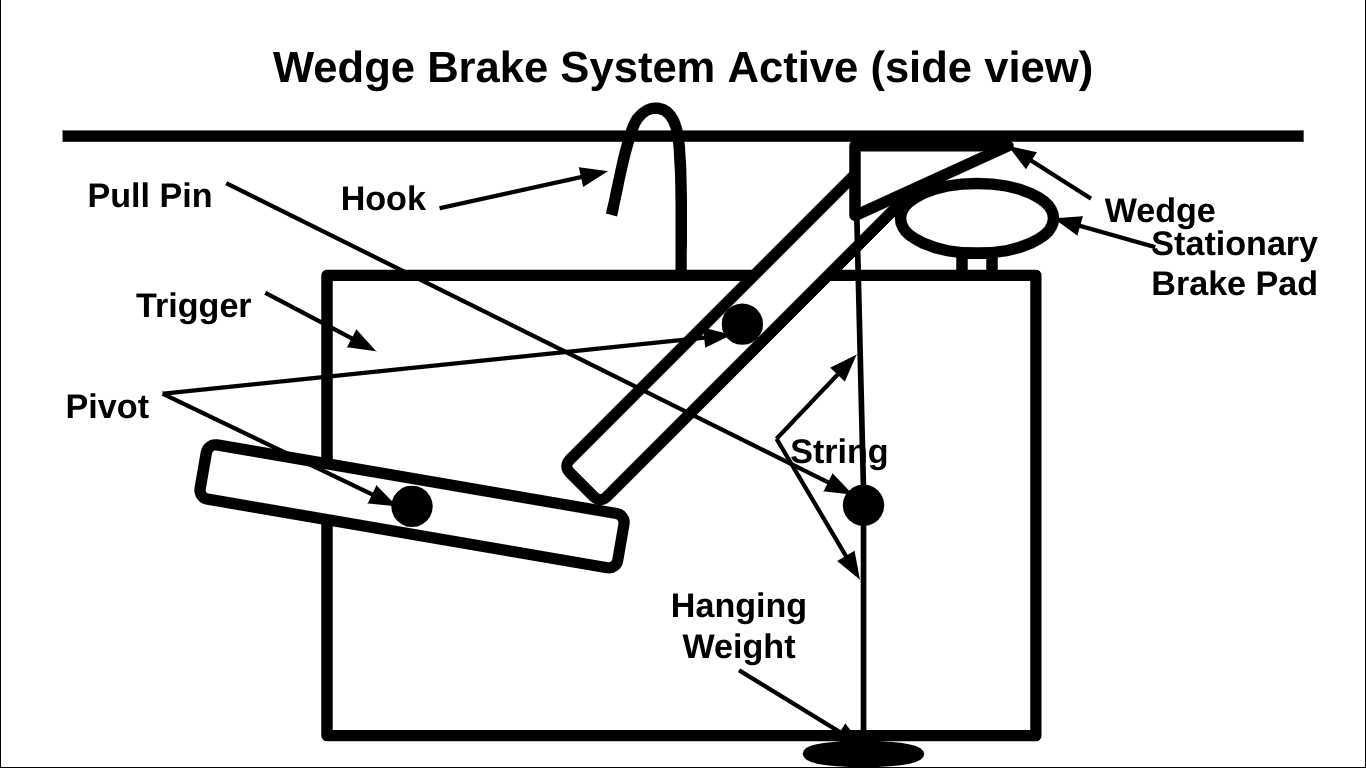 Wedge Brake System Active (side view)
Pull Pin
Hook
Wedge
Stationary
Brake Pad
Trigger
Pivot
String
Hanging
Weight